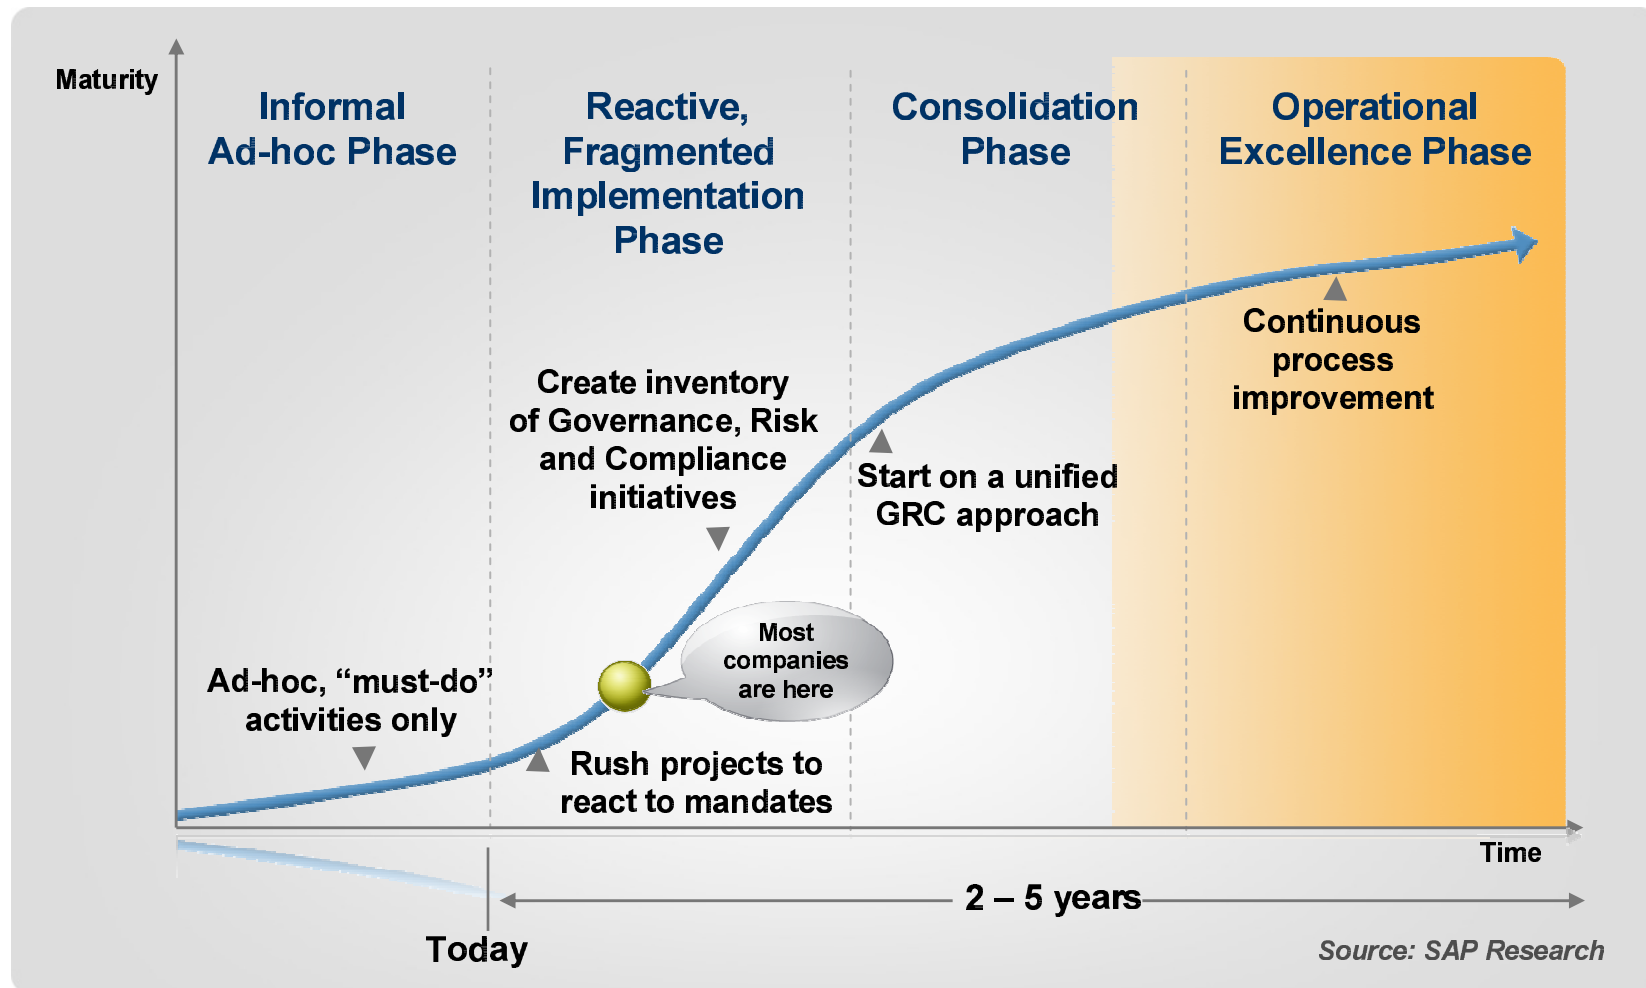 Maturity
Informal
Ad-hoc Phase
Reactive,
Fragmented
Implementation
Phase
Consolidation
Phase
Operational
Excellence Phase
Continuous
process
improvement
Create inventory
of Governance, Risk
and Compliance
initiatives
Start on a unified
GRC approach
Most
companies
are here
Ad-hoc, “must-do”
activities only
Rush projects to
react to mandates
Time
2 – 5 years
Today
Source: SAP Research